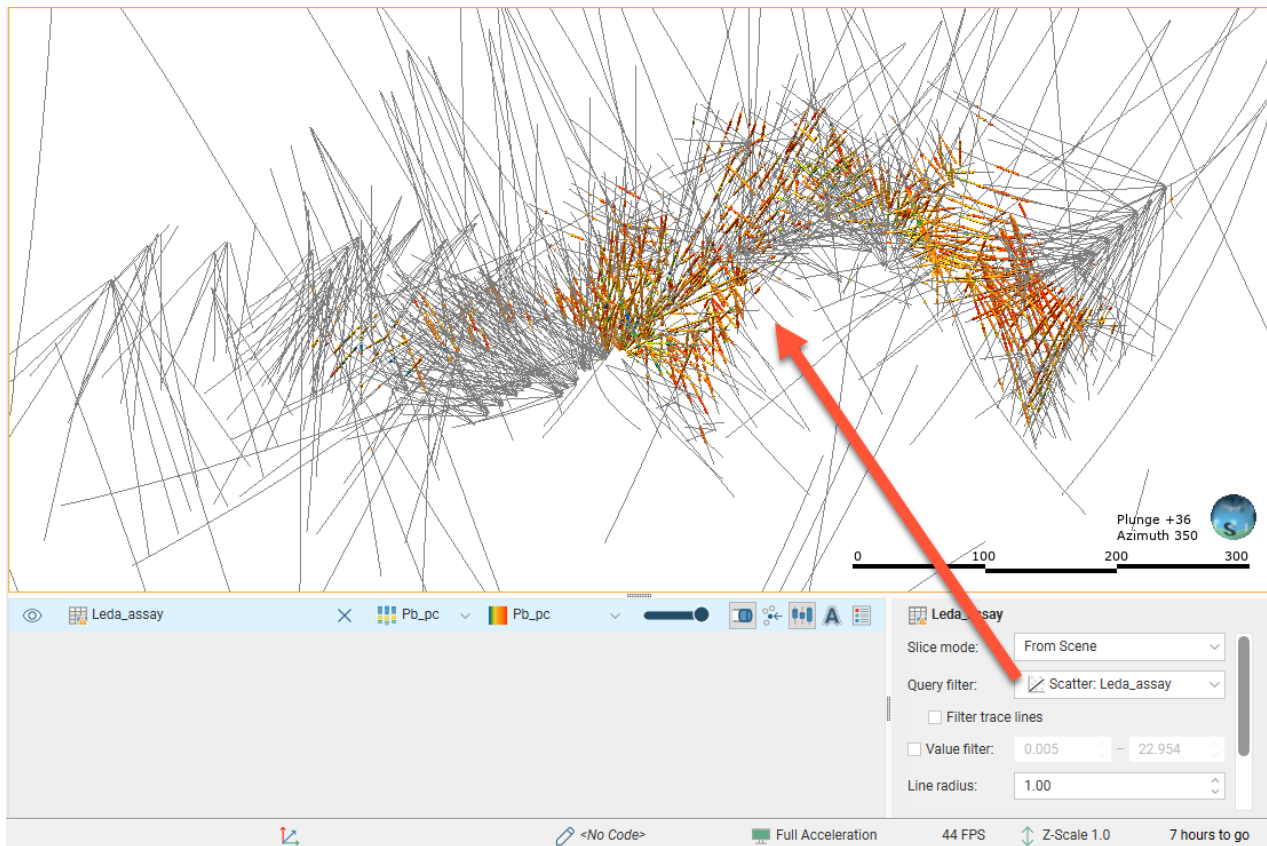 Plunge +36
Azimuth 350
S
0 100 200 300
Leda_assay Pb_pc Pb_pc A
Leda_assay
Slice mode: From Scene
Query filter: Scatter: Leda_assay
Filter trace lines
Value filter: 0.005 – 22.954
Line radius: 1.00
<No Code> Full Acceleration 44 FPS Z-Scale 1.0 7 hours to go